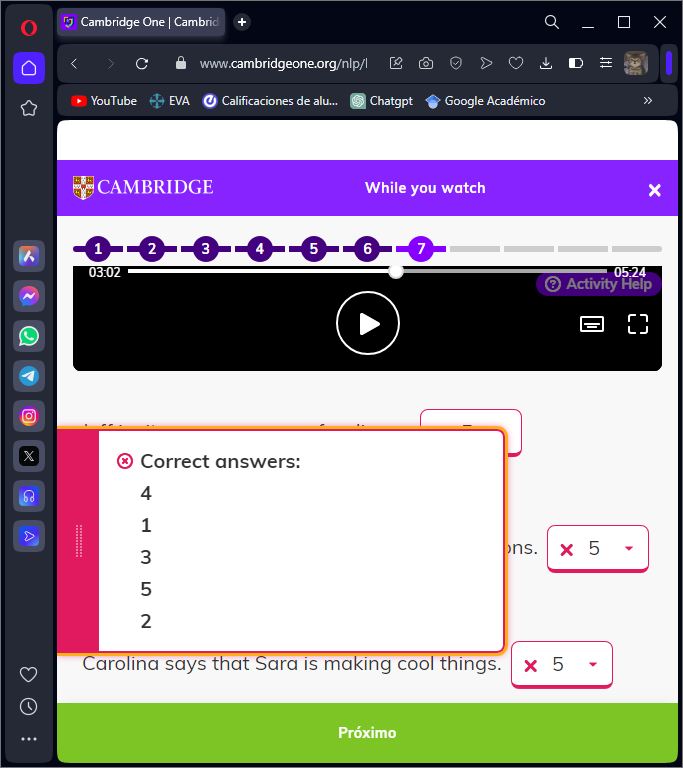 Cambridge One | Cambrid
www.cambridgeone.org/nlp/l
YouTube EVA Calificaciones de alu... Chatgpt Google Académico »
CAMBRIDGE While you watch
1 2 3 4 5 6 7
03:02 05:24
Activity Help
Correct answers:
4
1
3
5
2
5
Carolina says that Sara is making cool things. 5
Próximo